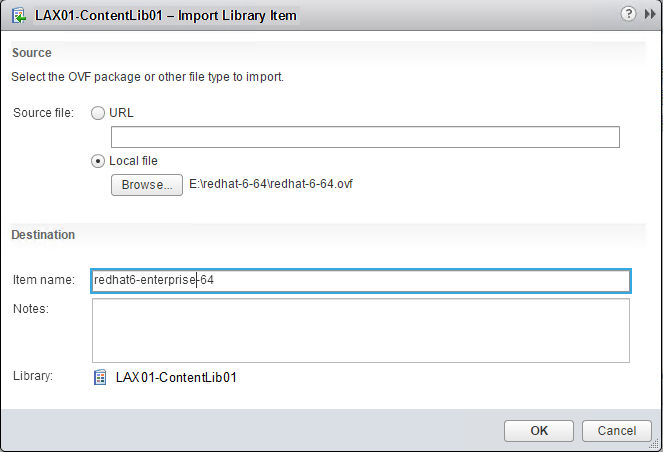 LAX01-ContentLib01 – Import Library Item
?
Source
Select the OVF package or other file type to import.
Source file:
URL
Local file
Browse... E:\redhat-6-64\redhat-6-64.ovf
Destination
Item name: redhat6-enterprise-64
Notes:
Library: LAX01-ContentLib01
OK Cancel